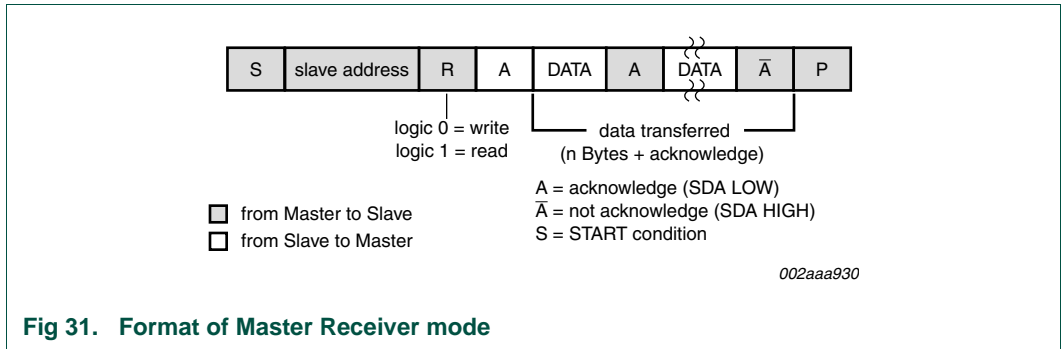 S slave address R A DATA A DATA A̅ P
logic 0 = write
logic 1 = read
data transferred
(n Bytes + acknowledge)
A = acknowledge (SDA LOW)
A̅ = not acknowledge (SDA HIGH)
S = START condition
from Master to Slave
from Slave to Master
002aaa930
Fig 31. Format of Master Receiver mode